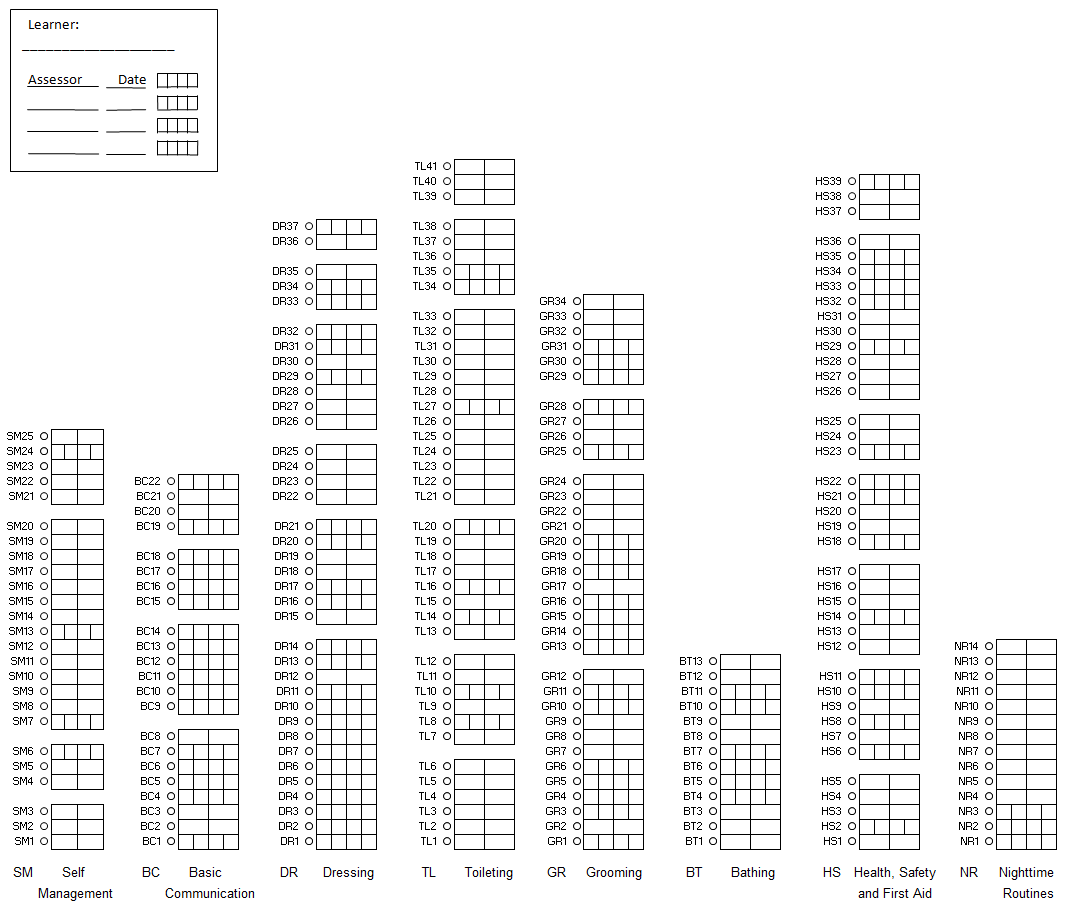 Learner:
Assessor Date
SM25
SM24
SM23
SM22
SM21
SM20
SM19
SM18
SM17
SM16
SM15
SM14
SM13
SM12
SM11
SM10
SM9
SM8
SM7
SM6
SM5
SM4
SM3
SM2
SM1
SM Self
Management
BC22
BC21
BC20
BC19
BC18
BC17
BC16
BC15
BC14
BC13
BC12
BC11
BC10
BC9
BC8
BC7
BC6
BC5
BC4
BC3
BC2
BC1
BC Basic
Communication
DR37
DR36
DR35
DR34
DR33
DR32
DR31
DR30
DR29
DR28
DR27
DR26
DR25
DR24
DR23
DR22
DR21
DR20
DR19
DR18
DR17
DR16
DR15
DR14
DR13
DR12
DR11
DR10
DR9
DR8
DR7
DR6
DR5
DR4
DR3
DR2
DR1
DR Dressing
TL41
TL40
TL39
TL38
TL37
TL36
TL35
TL34
TL33
TL32
TL31
TL30
TL29
TL28
TL27
TL26
TL25
TL24
TL23
TL22
TL21
TL20
TL19
TL18
TL17
TL16
TL15
TL14
TL13
TL12
TL11
TL10
TL9
TL8
TL7
TL6
TL5
TL4
TL3
TL2
TL1
TL Toileting
GR34
GR33
GR32
GR31
GR30
GR29
GR28
GR27
GR26
GR25
GR24
GR23
GR22
GR21
GR20
GR19
GR18
GR17
GR16
GR15
GR14
GR13
GR12
GR11
GR10
GR9
GR8
GR7
GR6
GR5
GR4
GR3
GR2
GR1
GR Grooming
BT13
BT12
BT11
BT10
BT9
BT8
BT7
BT6
BT5
BT4
BT3
BT2
BT1
BT Bathing
HS39
HS38
HS37
HS36
HS35
HS34
HS33
HS32
HS31
HS30
HS29
HS28
HS27
HS26
HS25
HS24
HS23
HS22
HS21
HS20
HS19
HS18
HS17
HS16
HS15
HS14
HS13
HS12
HS11
HS10
HS9
HS8
HS7
HS6
HS5
HS4
HS3
HS2
HS1
HS Health, Safety
and First Aid
NR14
NR13
NR12
NR11
NR10
NR9
NR8
NR7
NR6
NR5
NR4
NR3
NR2
NR1
NR Nighttime
Routines